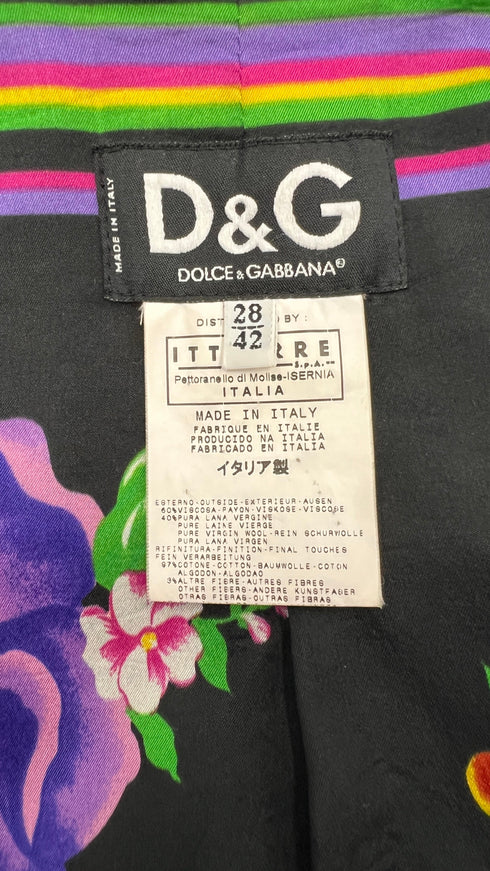 MADE IN ITALY
D&G
DOLCE & GABBANA
28
42
DIST BY :
ITT RRE
S.p.A.
Pettoranello di Molise-ISERNIA
ITALIA
MADE IN ITALY
FABRIQUE EN ITALIE
PRODUCIDO NA ITALIA
FABRICADO EN ITALIA
イタリア製
ESTERNO-OUTSIDE-EXTERIEUR-AUSEN
60%VISCOSA-RAYON-VISKOSE-VISCOSE
40%PURA LANA VERGINE
PURE LAINE VIERGE
PURE VIRGIN WOOL-REIN SCHURWOLLE
PURA LANA VIRGEN
RIFINITURA-FINITION-FINAL TOUCHES
FEIN VERARBEITUNG
97%COTONE-COTTON-BAUMWOLLE-COTON
ALGODON-ALGODAO
3%ALTRE FIBRE-AUTRES FIBRES
OTHER FIBERS-ANDERE KUNSTFABER
OTRAS FIBRAS-OUTRAS FIBRAS